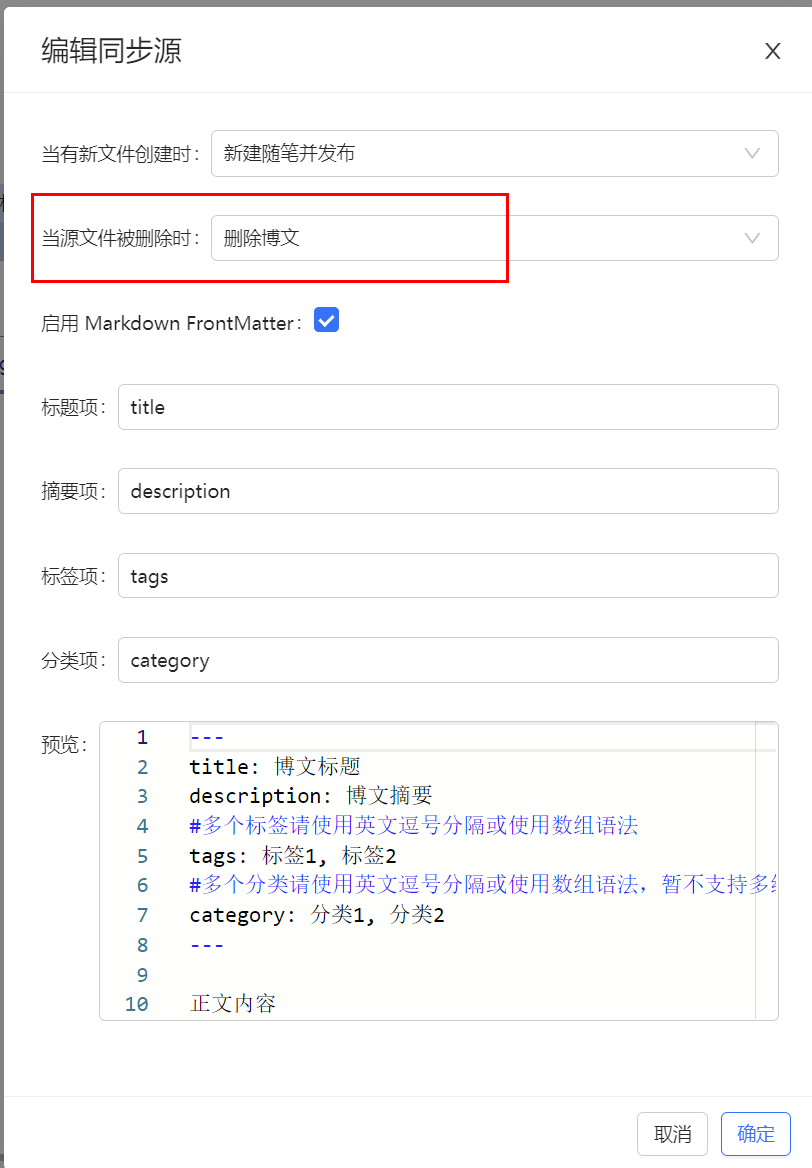 编辑同步源
当有新文件创建时： 新建随笔并发布
当源文件被删除时： 删除博文
启用 Markdown FrontMatter：
标题项： title
摘要项： description
标签项： tags
分类项： category
预览： 1 ---
2 title: 博文标题
3 description: 博文摘要
4 #多个标签请使用英文逗号分隔或使用数组语法
5 tags: 标签1, 标签2
6 #多个分类请使用英文逗号分隔或使用数组语法，暂不支持多
7 category: 分类1, 分类2
8 ---
9
10 正文内容
取消 确定